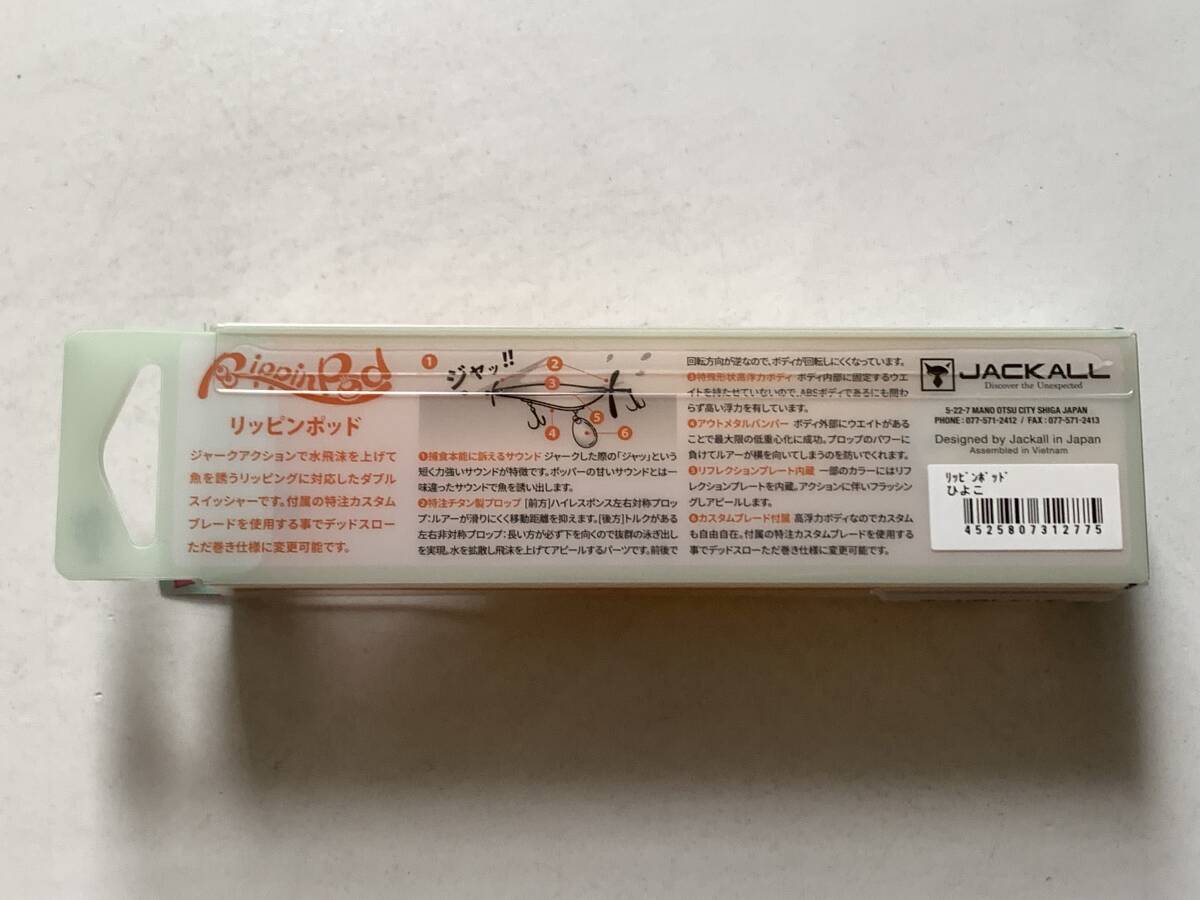 Rippin Pod
リッピンポッド
ジャークアクションで水飛沫を上げて
魚を誘うリッピングに対応したダブル
スイッシャーです。付属の特注カスタム
ブレードを使用する事でデッドスロー
ただ巻き仕様に変更可能です。
1
ジャッ!!
2
3
4
5
6
❶捕食本能に訴えるサウンド ジャークした際の「ジャッ」という
短く力強いサウンドが特徴です。ポッパーの甘いサウンドとは一
味違ったサウンドで魚を誘い出します。
❷特注チタン製プロップ [前方]ハイレスポンス左右対称プロッ
プ:ルアーが滑りにくく移動距離を抑えます。[後方]トルクがある
左右非対称プロップ:長い方が必ず下を向くので抜群の泳ぎ出し
を実現。水を拡散し飛沫を上げてアピールするパーツです。前後で
回転方向が逆なので、ボディが回転しにくくなっています。
❸特殊形状高浮力ボディ ボディ内部に固定するウエ
イトを持たせていないので、ABSボディであるにも関わ
らず高い浮力を有しています。
❹アウトメタルバンパー ボディ外部にウエイトがある
ことで最大限の低重心化に成功。プロップのパワーに
負けてルアーが横を向いてしまうのを防いでくれます。
❺リフレクションプレート内蔵 一部のカラーにはリフ
レクションプレートを内蔵。アクションに伴いフラッシン
グしアピールします。
❻カスタムブレード付属 高浮力ボディなのでカスタム
も自由自在。付属の特注カスタムブレードを使用する
事でデッドスローただ巻き仕様に変更可能です。
JACKALL
Discover the Unexpected
5-22-7 MANO OTSU CITY SHIGA JAPAN
PHONE : 077-571-2412 / FAX : 077-571-2413
Designed by Jackall in Japan
Assembled in Vietnam
ﾘｯﾋﾟﾝﾎﾟｯﾄﾞ
ひよこ
4525807312775